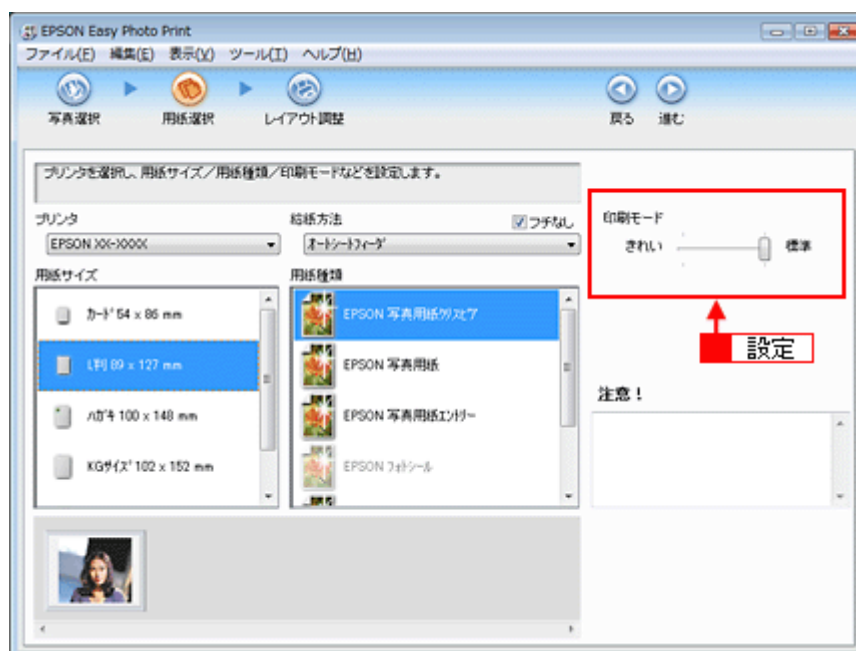 EPSON Easy Photo Print
ファイル(F) 編集(E) 表示(V) ツール(T) ヘルプ(H)
写真選択 用紙選択 レイアウト調整 戻る 進む
プリンタを選択し、用紙サイズ/用紙種類/印刷モードなどを設定します。
プリンタ
EPSON XX-XXXX
給紙方法
フチなし
オートシートフィーダ
用紙サイズ
カード 54 x 86 mm
L判 89 x 127 mm
ハガキ 100 x 148 mm
KGサイズ 102 x 152 mm
用紙種類
EPSON 写真用紙クリスピア
EPSON 写真用紙
EPSON 写真用紙エントリー
EPSON フォトシール
印刷モード
きれい 標準
設定
注意!